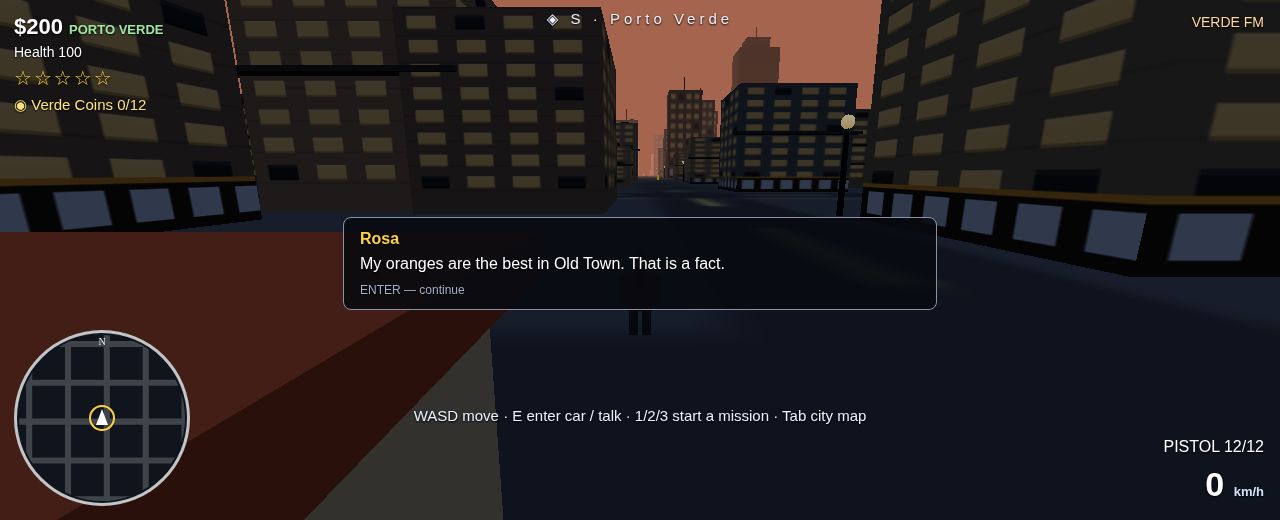 $200 PORTO VERDE
Health 100
☆☆☆☆☆
◉ Verde Coins 0/12
◈ S · Porto Verde
VERDE FM
Rosa
My oranges are the best in Old Town. That is a fact.
ENTER — continue
N
WASD move · E enter car / talk · 1/2/3 start a mission · Tab city map
PISTOL 12/12
0 km/h